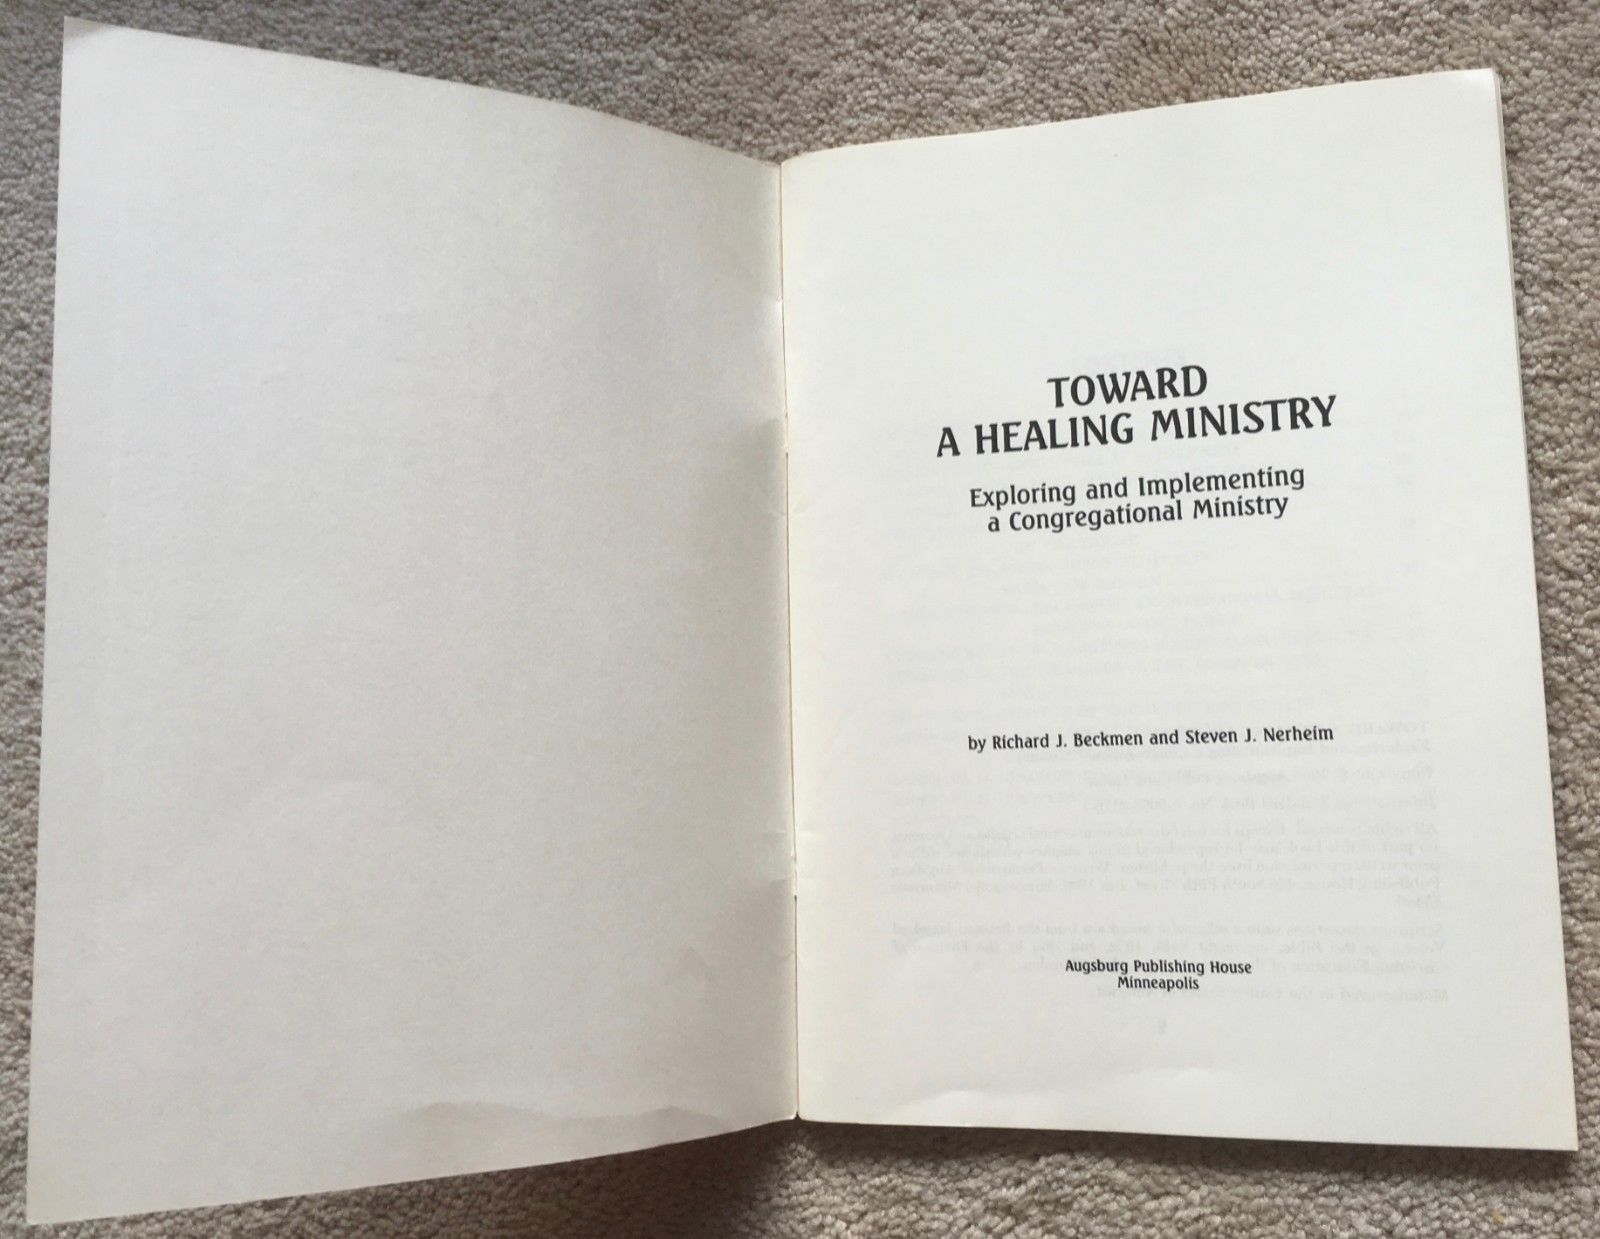 TOWARD
A HEALING MINISTRY
Exploring and Implementing
a Congregational Ministry
by Richard J. Beckmen and Steven J. Nerheim
Augsburg Publishing House
Minneapolis